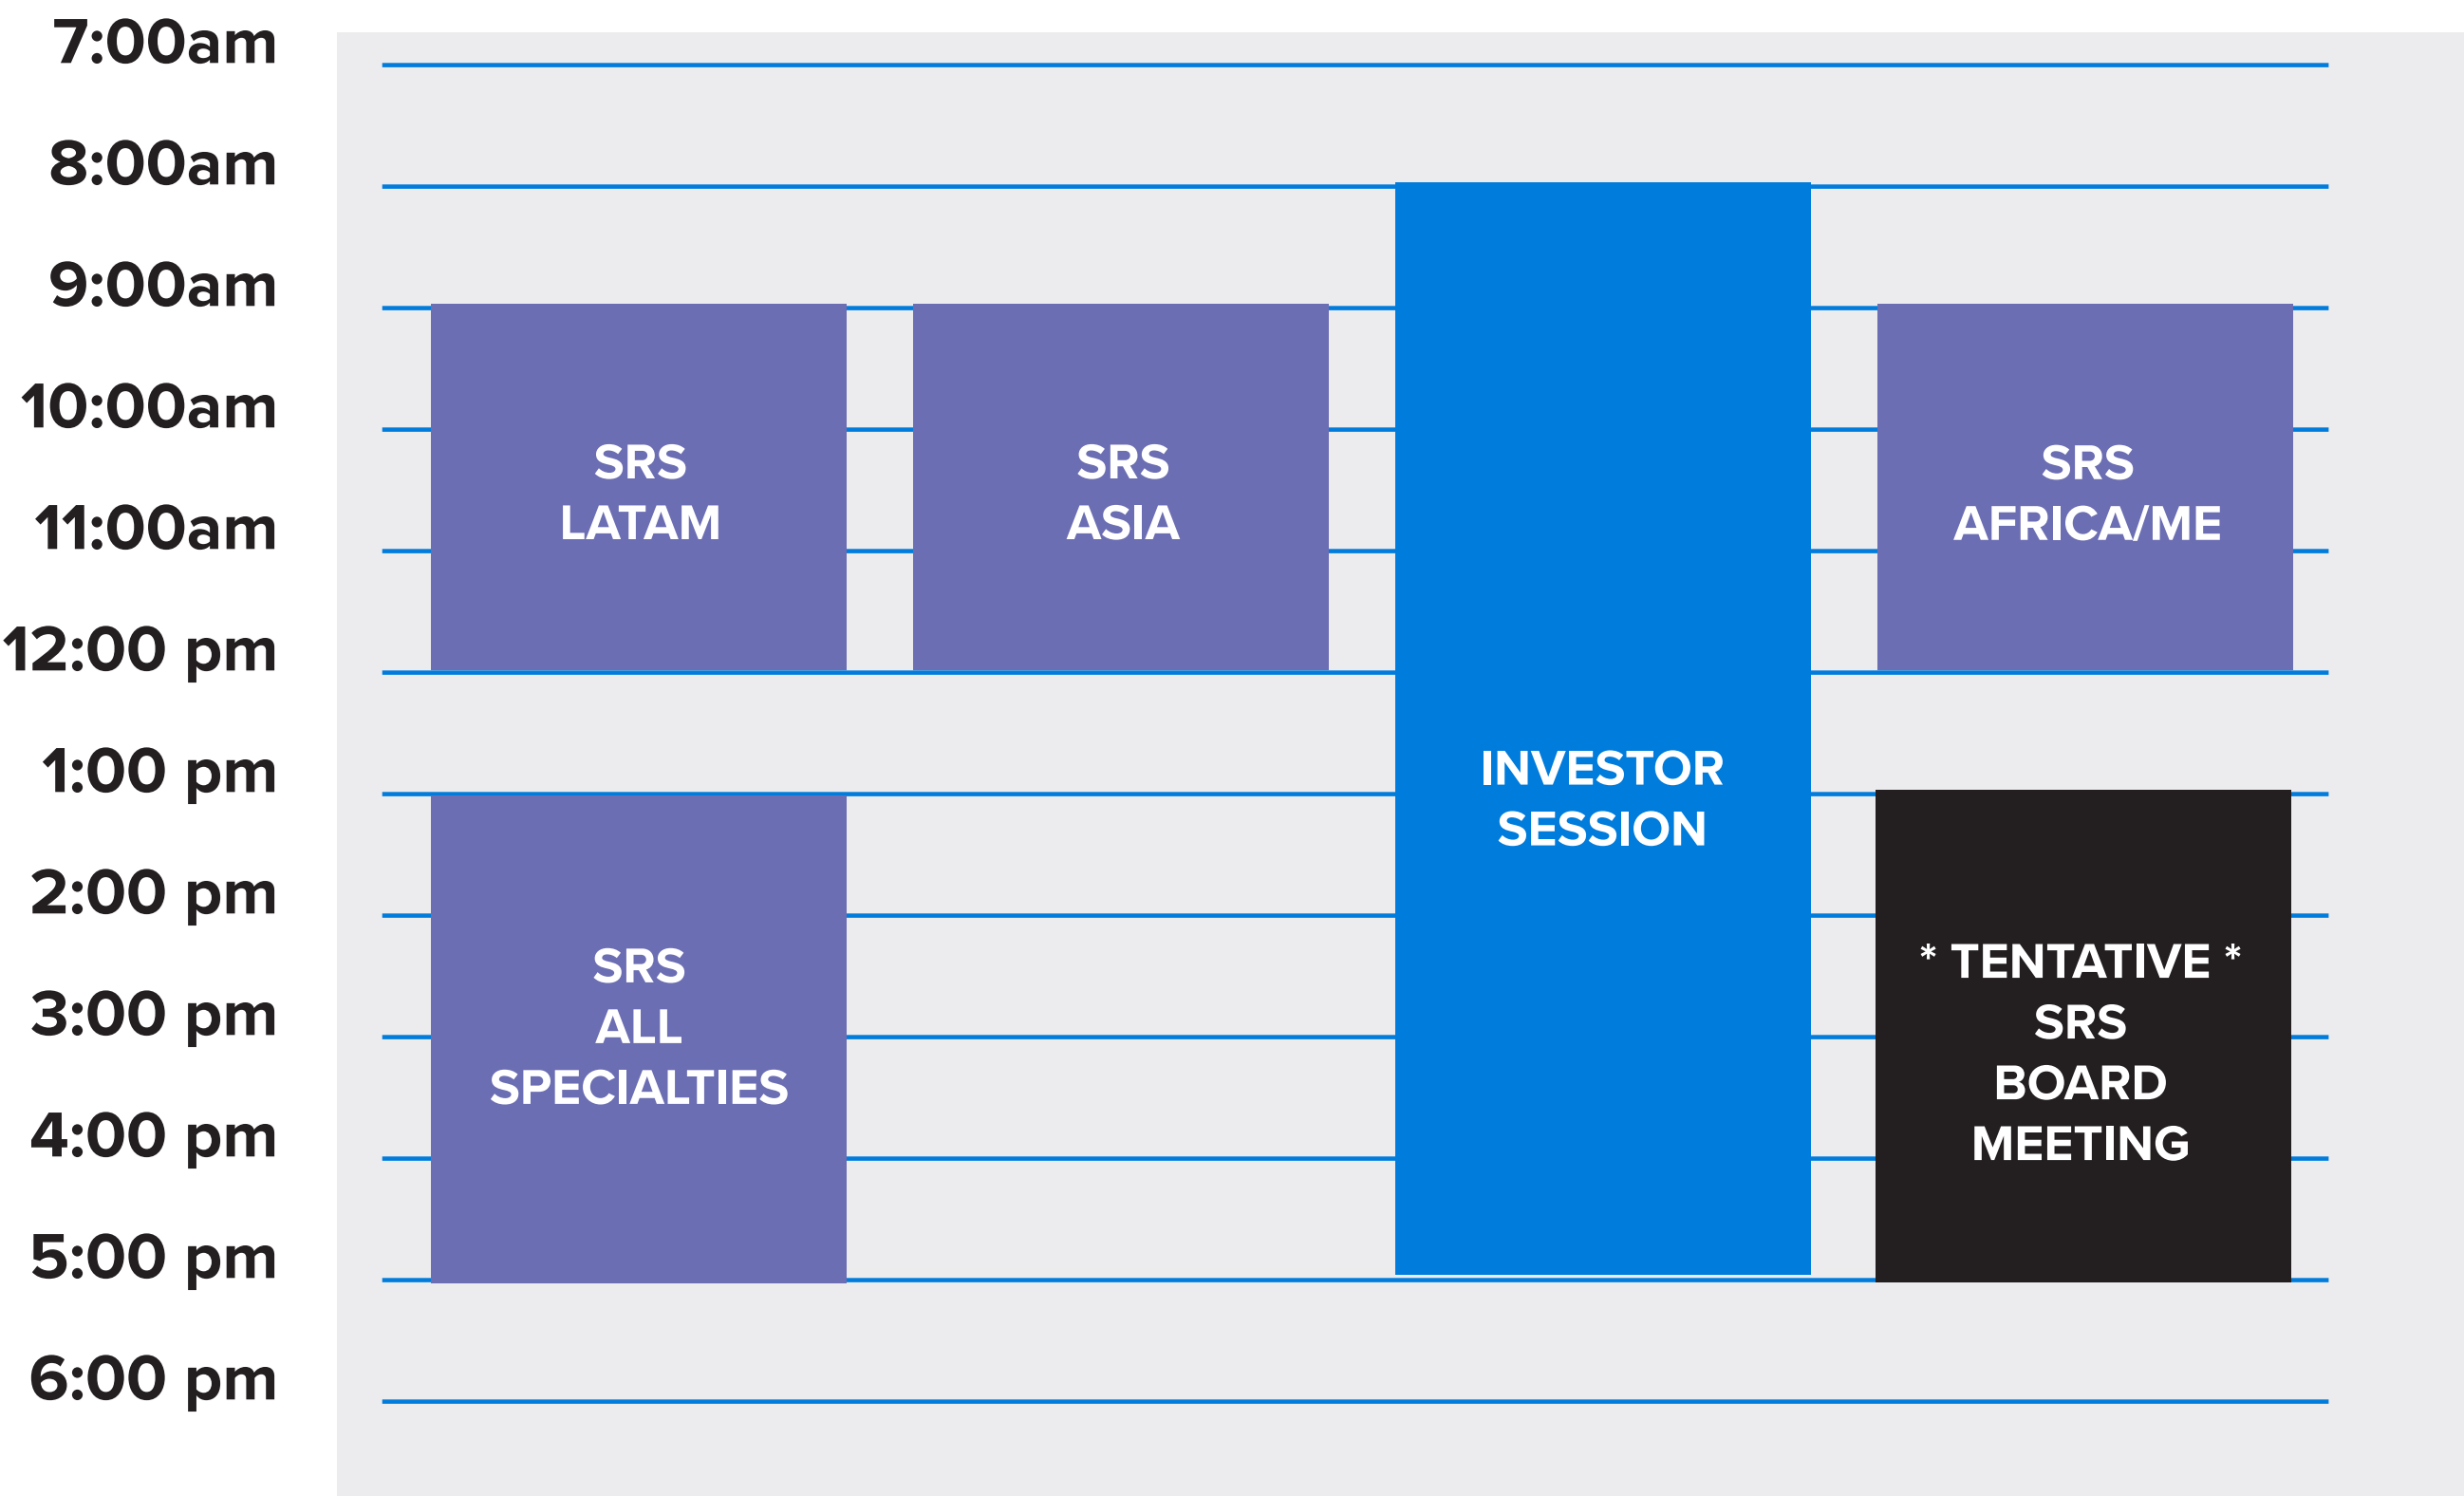 7:00am
8:00am
9:00am
10:00am
11:00am
12:00 pm
1:00 pm
2:00 pm
3:00 pm
4:00 pm
5:00 pm
6:00 pm
SRS
LATAM
SRS
ASIA
SRS
AFRICA/ME
INVESTOR
SESSION
SRS
ALL
SPECIALTIES
* TENTATIVE *
SRS
BOARD
MEETING